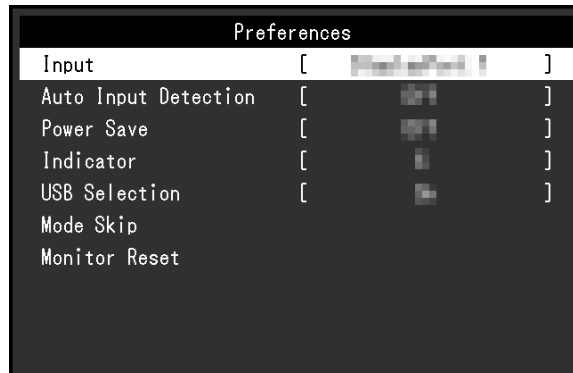 Preferences
Input [ ]
Auto Input Detection [ ]
Power Save [ ]
Indicator [ ]
USB Selection [ ]
Mode Skip
Monitor Reset